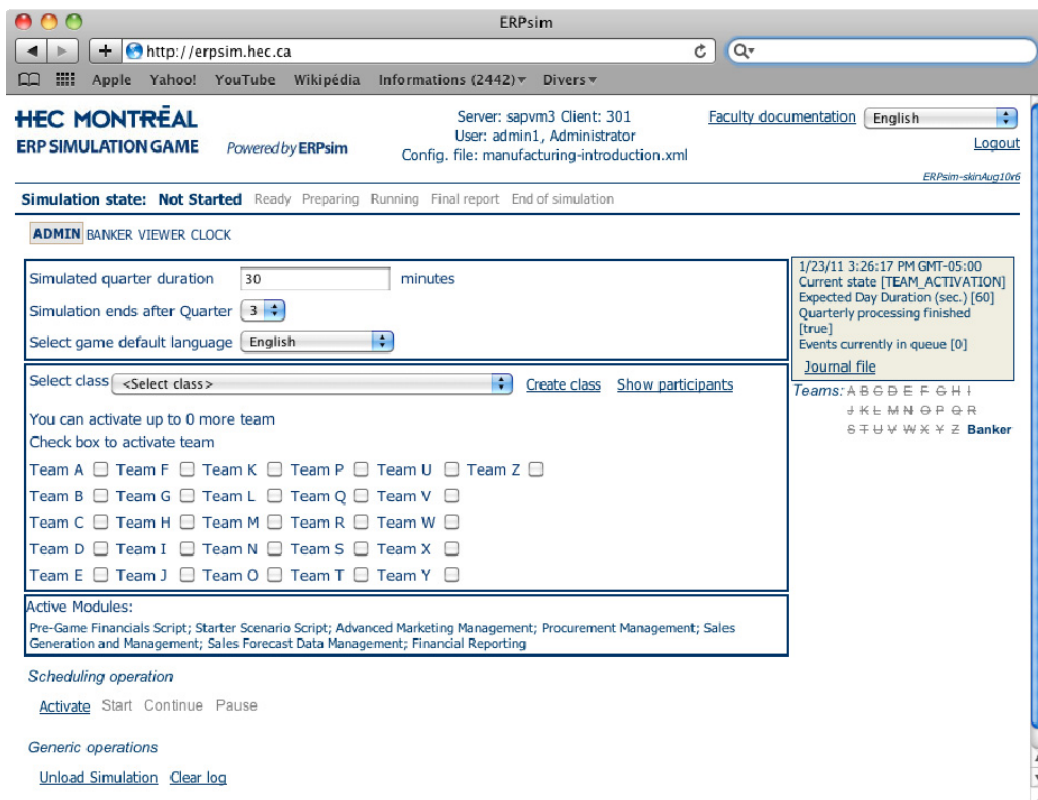 ERPsim
http://erpsim.hec.ca
Apple Yahoo! YouTube Wikipédia Informations (2442) Divers
HEC MONTRĒAL
ERP SIMULATION GAME Powered by ERPsim
Server: sapvm3 Client: 301
User: admin1, Administrator
Config. file: manufacturing-introduction.xml
Faculty documentation English
Logout
ERPsim-skinAug10r6
Simulation state: Not Started Ready Preparing Running Final report End of simulation
ADMIN BANKER VIEWER CLOCK
Simulated quarter duration 30 minutes
Simulation ends after Quarter 3
Select game default language English
1/23/11 3:26:17 PM GMT-05:00
Current state [TEAM_ACTIVATION]
Expected Day Duration (sec.) [60]
Quarterly processing finished
[true]
Events currently in queue [0]
Journal file
Teams: A B C D E F G H I
J K L M N O P Q R
S T U V W X Y Z Banker
Select class <Select class> Create class Show participants
You can activate up to 0 more team
Check box to activate team
Team A Team F Team K Team P Team U Team Z
Team B Team G Team L Team Q Team V
Team C Team H Team M Team R Team W
Team D Team I Team N Team S Team X
Team E Team J Team O Team T Team Y
Active Modules:
Pre-Game Financials Script; Starter Scenario Script; Advanced Marketing Management; Procurement Management; Sales
Generation and Management; Sales Forecast Data Management; Financial Reporting
Scheduling operation
Activate Start Continue Pause
Generic operations
Unload Simulation Clear log